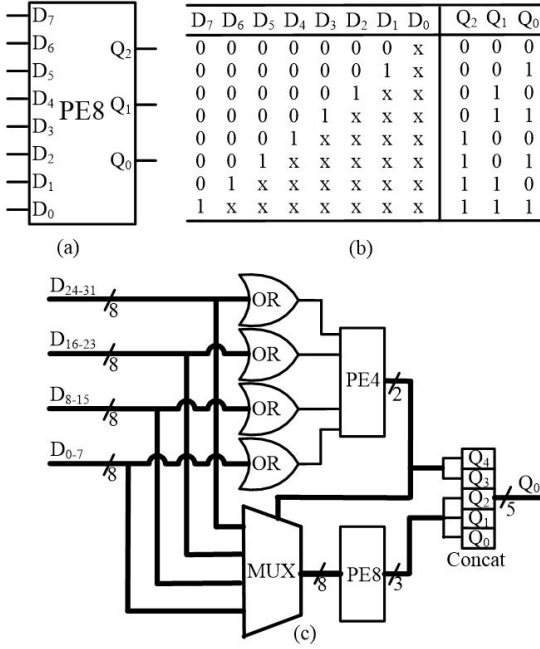 D7
D6
D5
D4
D3
D2
D1
D0
PE8
Q2
Q1
Q0
(a)
D7 D6 D5 D4 D3 D2 D1 D0 Q2 Q1 Q0
0 0 0 0 0 0 0 x 0 0 0
0 0 0 0 0 0 1 x 0 0 1
0 0 0 0 0 1 x x 0 1 0
0 0 0 0 1 x x x 0 1 1
0 0 0 1 x x x x 1 0 0
0 0 1 x x x x x 1 0 1
0 1 x x x x x x 1 1 0
1 x x x x x x x 1 1 1
(b)
D24-31
8
OR
D16-23
8
OR
D8-15
8
OR
D0-7
8
OR
PE4
2
MUX
8
PE8
3
Q4
Q3
Q2
Q1
Q0
5
Q0
Concat
(c)